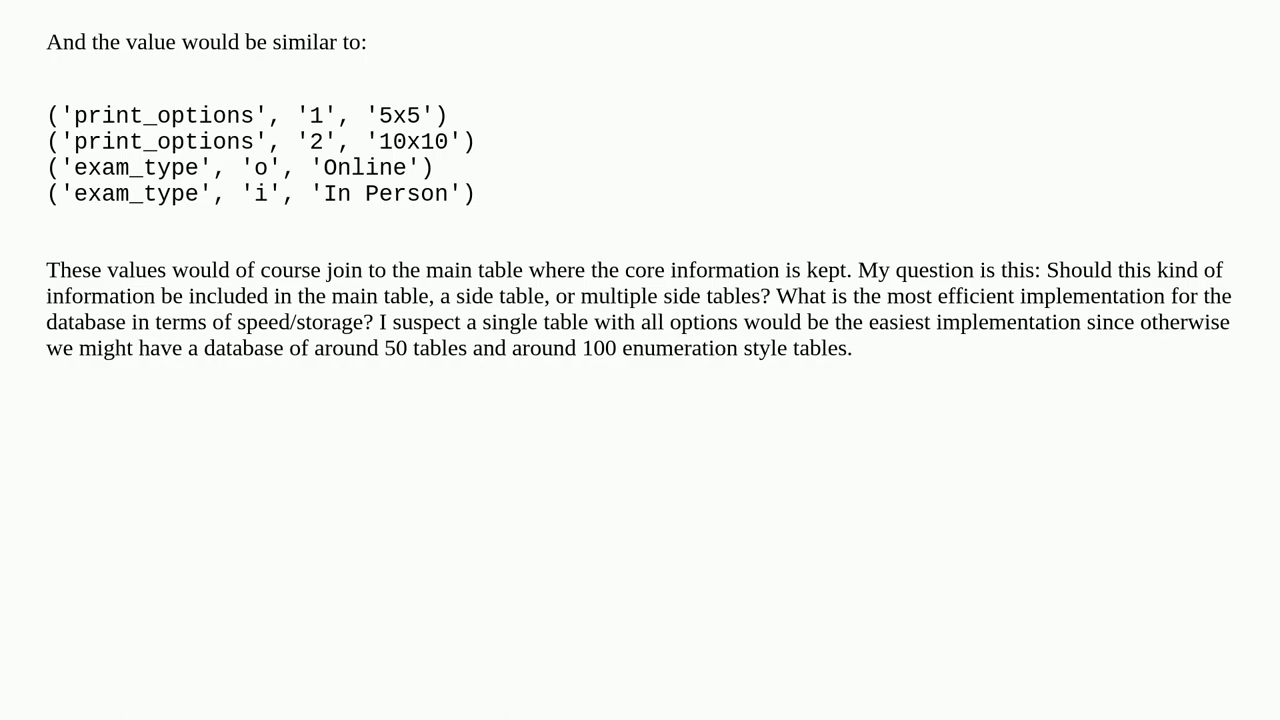 And the value would be similar to:
('print_options', '1', '5x5')
('print_options', '2', '10x10')
('exam_type', 'o', 'Online')
('exam_type', 'i', 'In Person')
These values would of course join to the main table where the core information is kept. My question is this: Should this kind of
information be included in the main table, a side table, or multiple side tables? What is the most efficient implementation for the
database in terms of speed/storage? I suspect a single table with all options would be the easiest implementation since otherwise
we might have a database of around 50 tables and around 100 enumeration style tables.